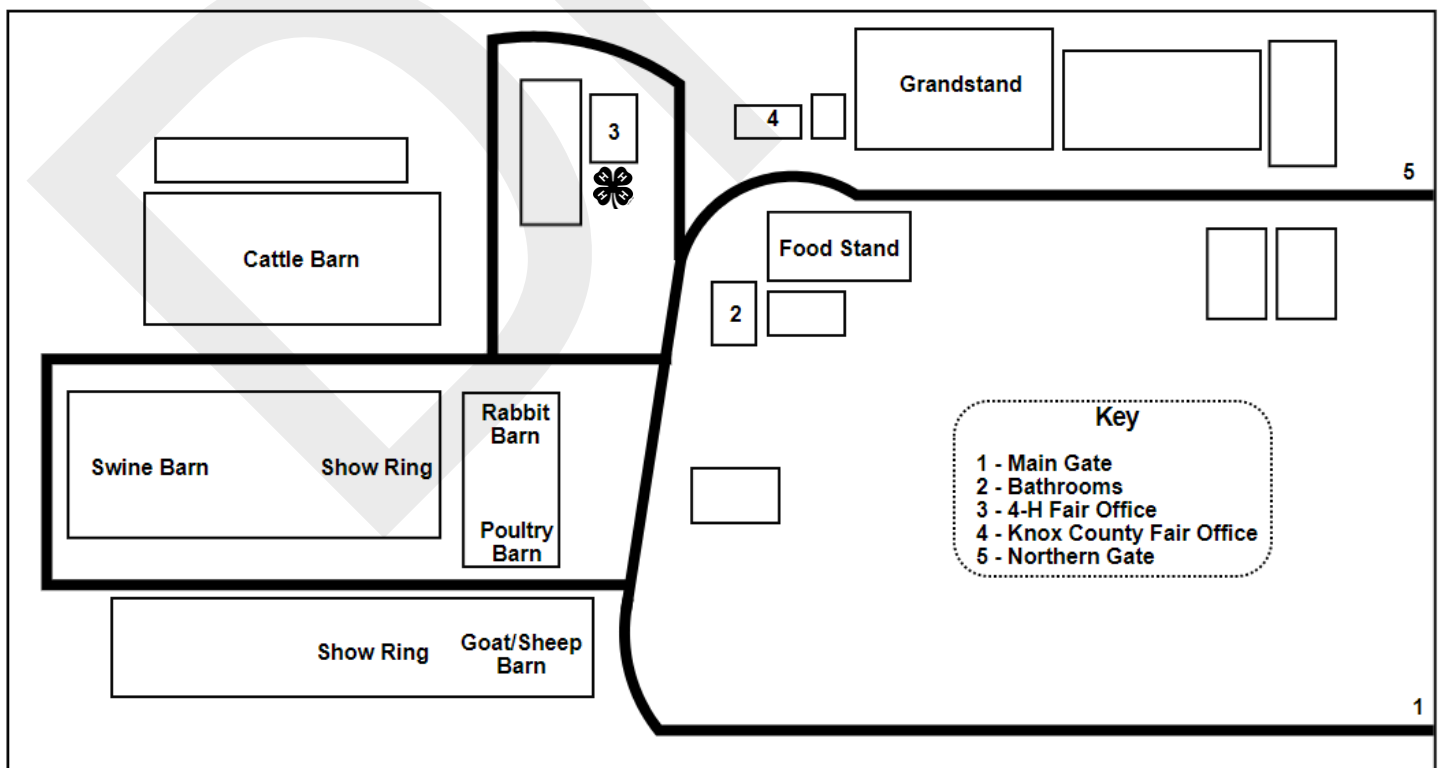 Grandstand
4
3
H H
H H
5
Food Stand
Cattle Barn
2
Rabbit
Barn
Swine Barn
Show Ring
Poultry
Barn
Key
1 - Main Gate
2 - Bathrooms
3 - 4-H Fair Office
4 - Knox County Fair Office
5 - Northern Gate
Show Ring
Goat/Sheep
Barn
1